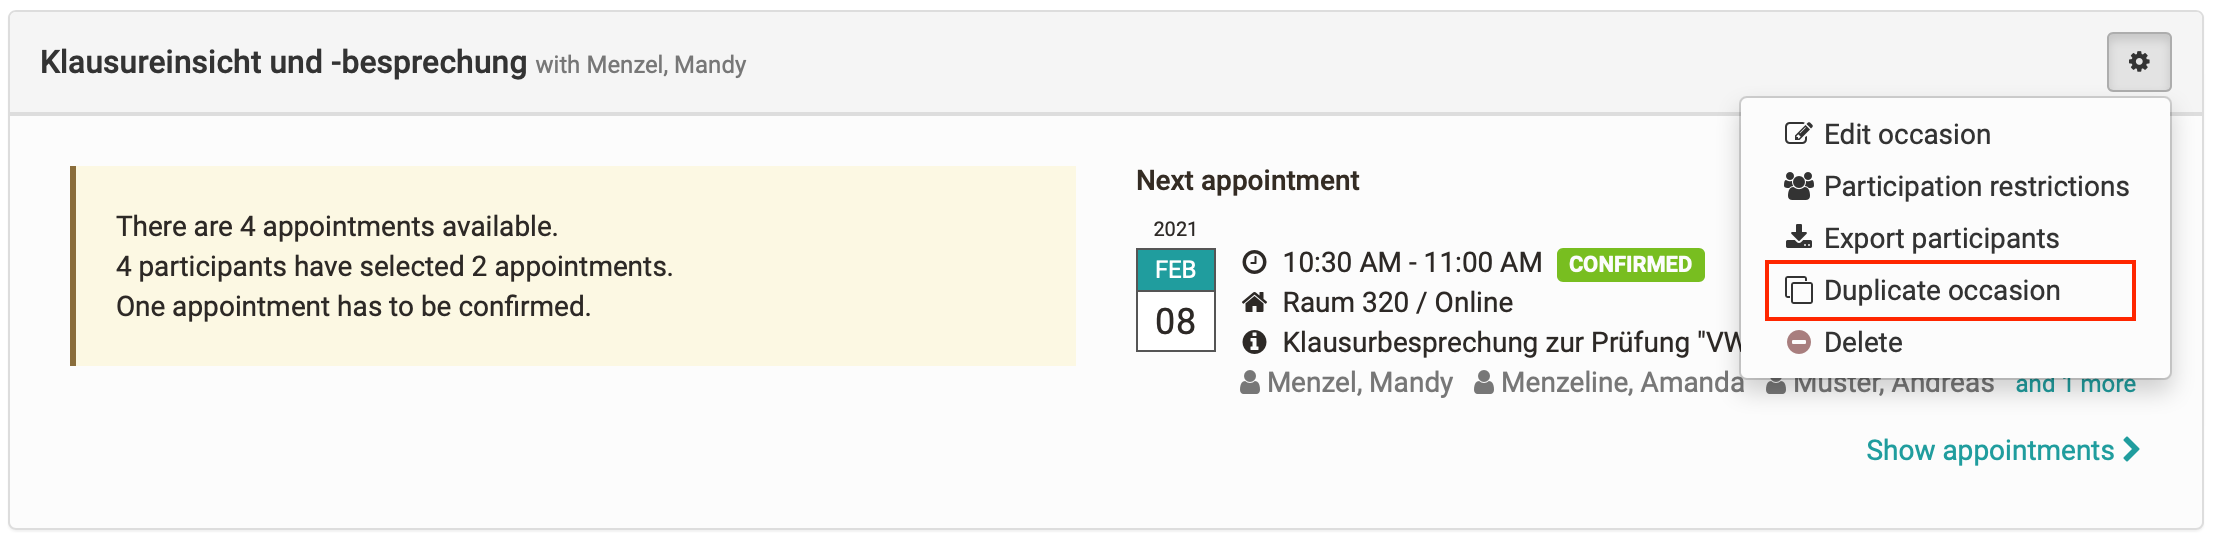 Klausureinsicht und -besprechung with Menzel, Mandy
Edit occasion
Participation restrictions
Export participants
Duplicate occasion
Delete
There are 4 appointments available.
4 participants have selected 2 appointments.
One appointment has to be confirmed.
Next appointment
2021
FEB
08
10:30 AM - 11:00 AM CONFIRMED
Raum 320 / Online
Klausurbesprechung zur Prüfung "VW
Menzel, Mandy Menzeline, Amanda Muster, Andreas and 1 more
Show appointments